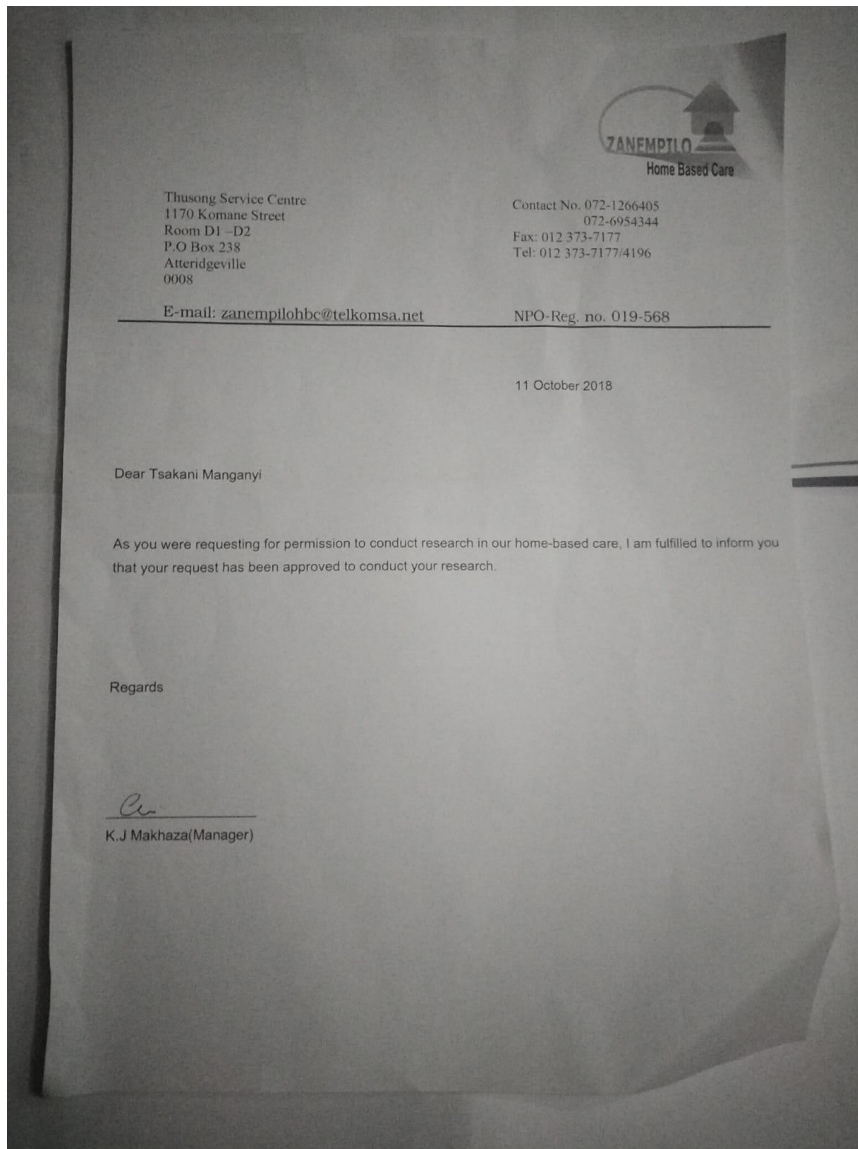 ZANEMPILO
Home Based Care
Thusong Service Centre
1170 Komane Street
Room D1 –D2
P.O Box 238
Atteridgeville
0008
Contact No. 072-1266405
072-6954344
Fax: 012 373-7177
Tel: 012 373-7177/4196
E-mail: zanempilohbc@telkomsa.net
NPO-Reg. no. 019-568
11 October 2018
Dear Tsakani Manganyi
As you were requesting for permission to conduct research in our home-based care, I am fulfilled to inform you
that your request has been approved to conduct your research.
Regards
K.J Makhaza(Manager)